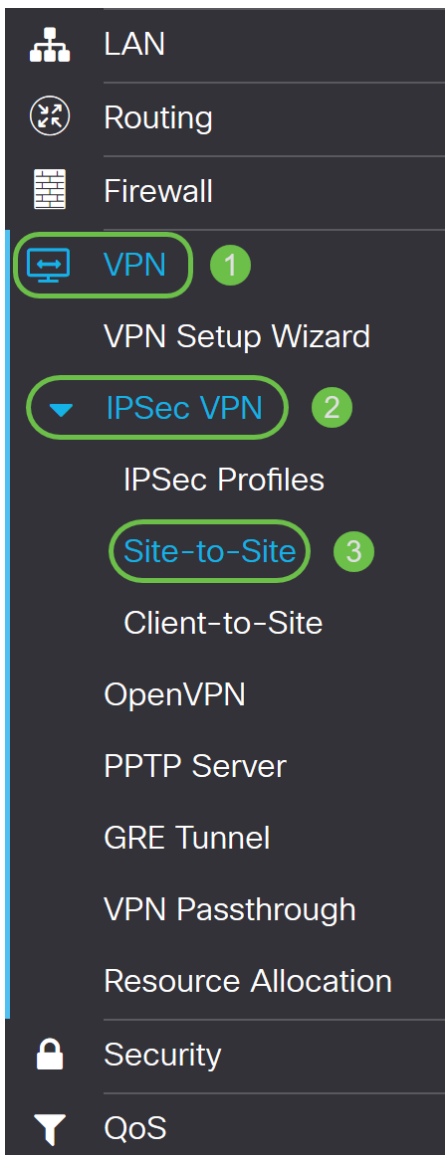 LAN
Routing
Firewall
VPN 1
VPN Setup Wizard
IPSec VPN 2
IPSec Profiles
Site-to-Site 3
Client-to-Site
OpenVPN
PPTP Server
GRE Tunnel
VPN Passthrough
Resource Allocation
Security
QoS